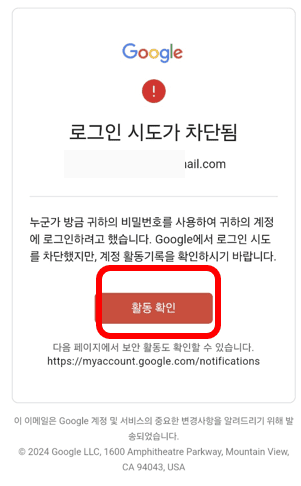 Google
로그인 시도가 차단됨
ail.com
누군가 방금 귀하의 비밀번호를 사용하여 귀하의 계정
에 로그인하려고 했습니다. Google에서 로그인 시도
를 차단했지만, 계정 활동기록을 확인하시기 바랍니다.
활동 확인
다음 페이지에서 보안 활동도 확인할 수 있습니다.
https://myaccount.google.com/notifications
이 이메일은 Google 계정 및 서비스의 중요한 변경사항을 알려드리기 위해 발
송되었습니다.
© 2024 Google LLC, 1600 Amphitheatre Parkway, Mountain View,
CA 94043, USA